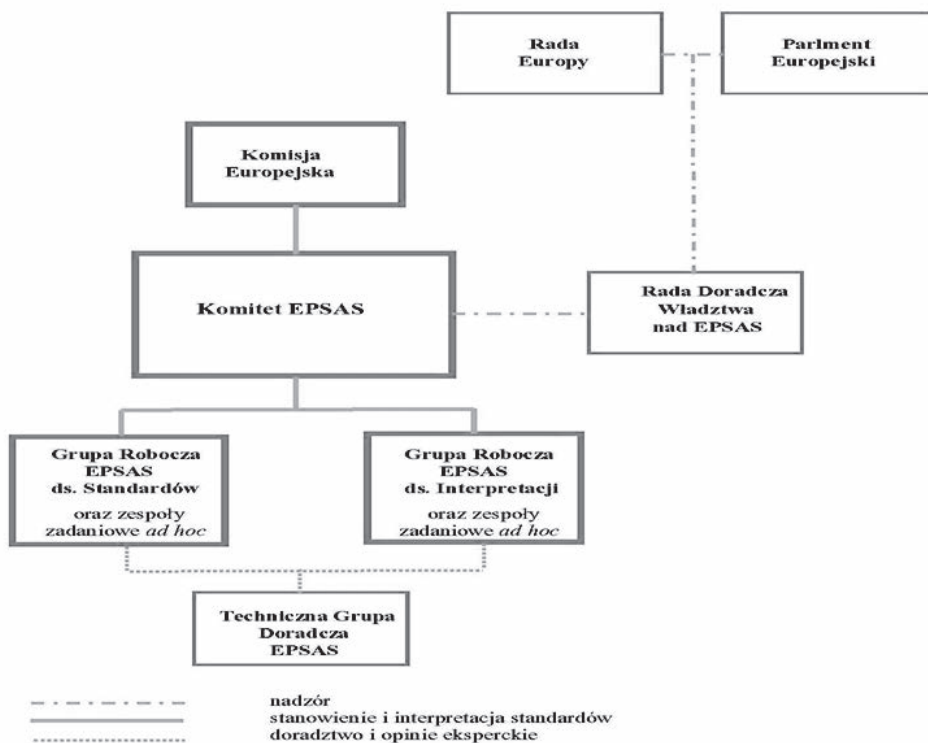 Rada
Europy
Parlment
Europejski
Komisja
Europejska
Komitet EPSAS
Rada Doradcza
Władztwa
nad EPSAS
Grupa Robocza
EPSAS
ds. Standardów
oraz zespoły
zadaniowe ad hoc
Grupa Robocza
EPSAS
ds. Interpretacji
oraz zespoły
zadaniowe ad hoc
Techniczna Grupa
Doradcza
EPSAS
nadzór
stanowienie i interpretacja standardów
doradztwo i opinie eksperckie